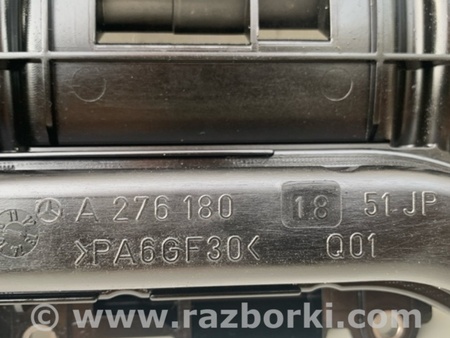 A 276 180 18 51.JP
>PA6GF30< Q01
© www.razborki.com